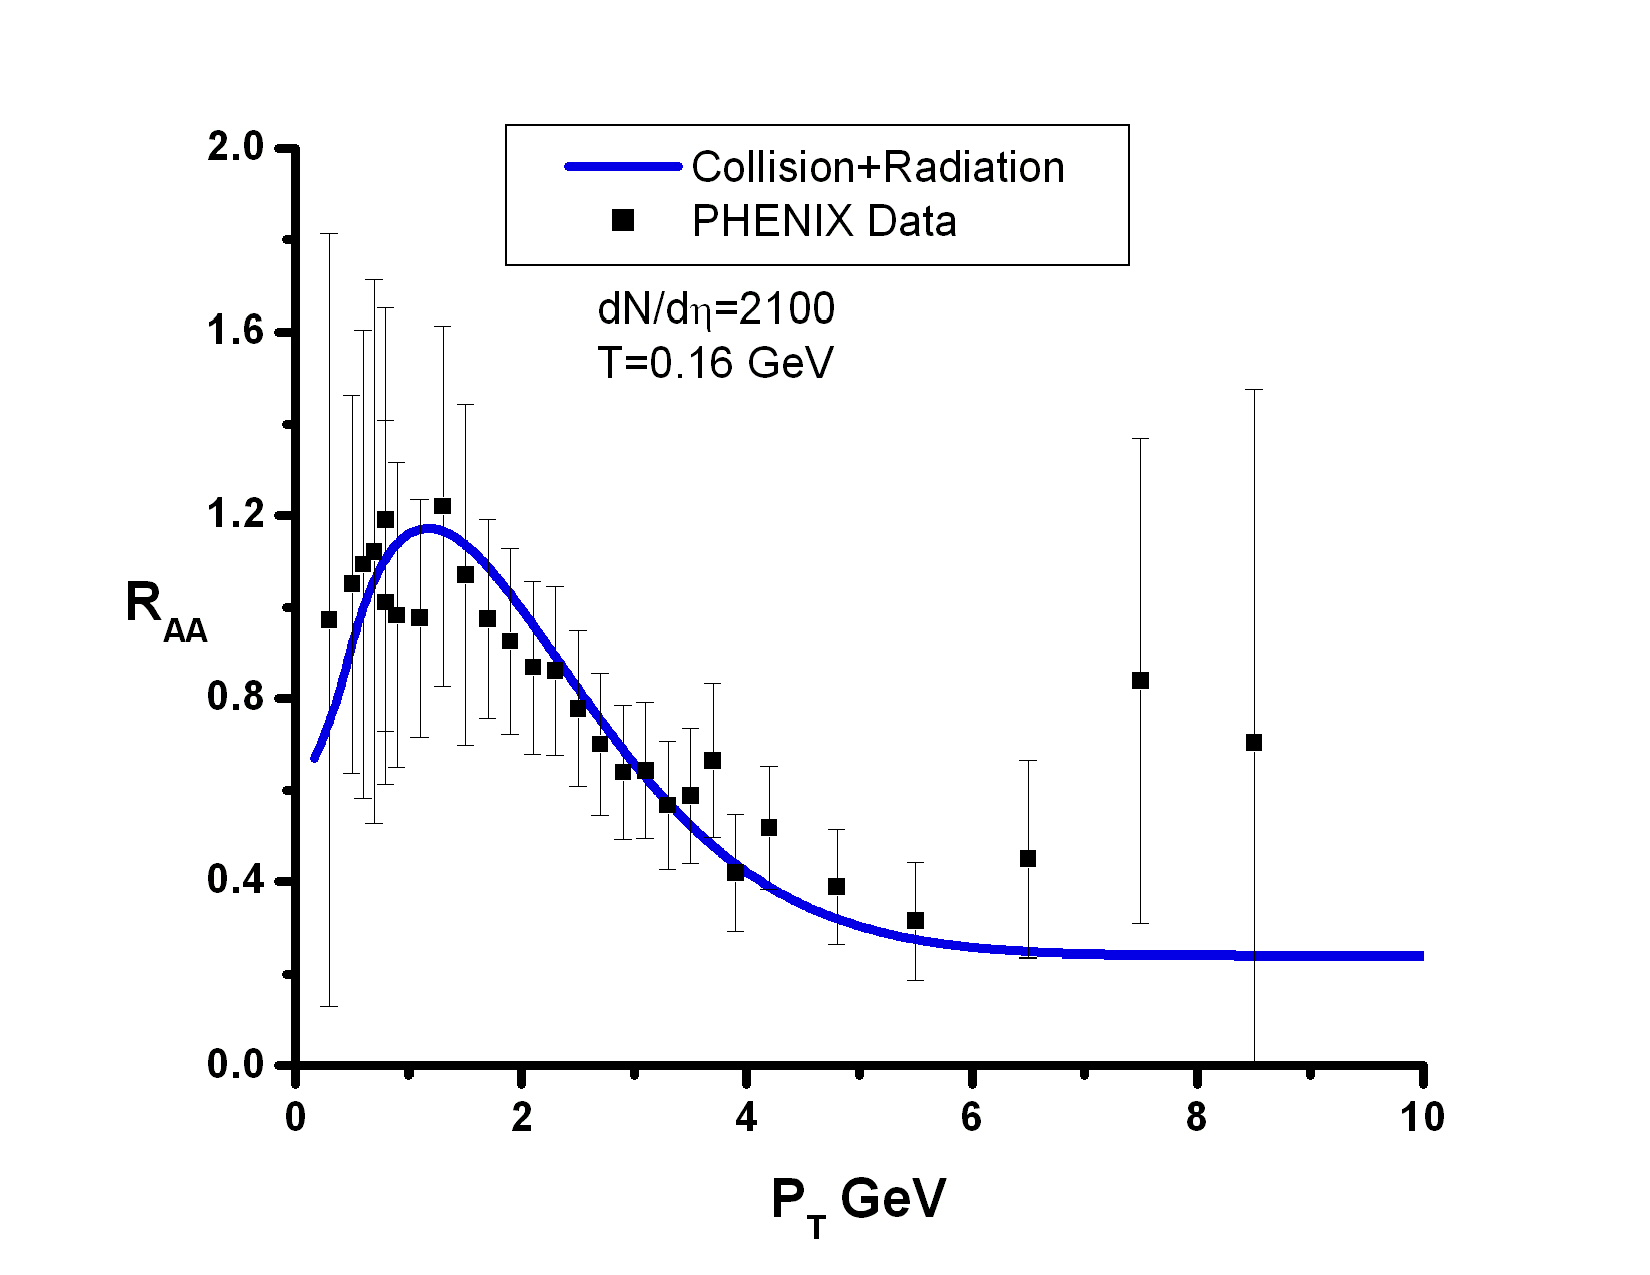 Collision+Radiation
PHENIX Data
dN/dη=2100
T=0.16 GeV
2.0
1.6
1.2
0.8
0.4
0.0
R_AA
0 2 4 6 8 10
P_T GeV